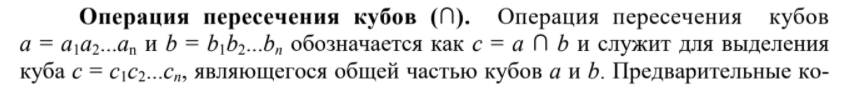 Операция пересечения кубов (∩). Операция пересечения кубов
a = a₁a₂...aₙ и b = b₁b₂...bₙ обозначается как c = a ∩ b и служит для выделения
куба c = c₁c₂...cₙ, являющегося общей частью кубов a и b. Предварительные ко-